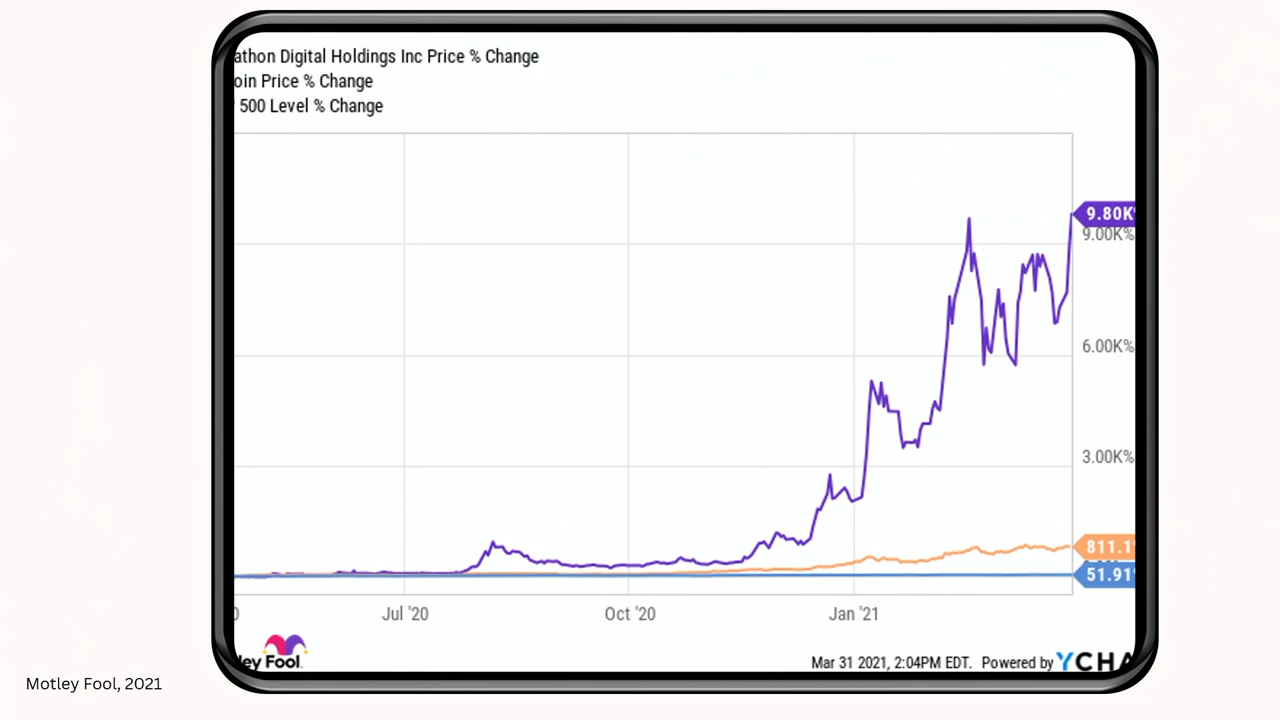 athon Digital Holdings Inc Price % Change
oin Price % Change
500 Level % Change
9.80K%
9.00K%
6.00K%
3.00K%
811.1
51.91
0 Jul '20 Oct '20 Jan '21
ley Fool.
Mar 31 2021, 2:04PM EDT. Powered by YCHA
Motley Fool, 2021